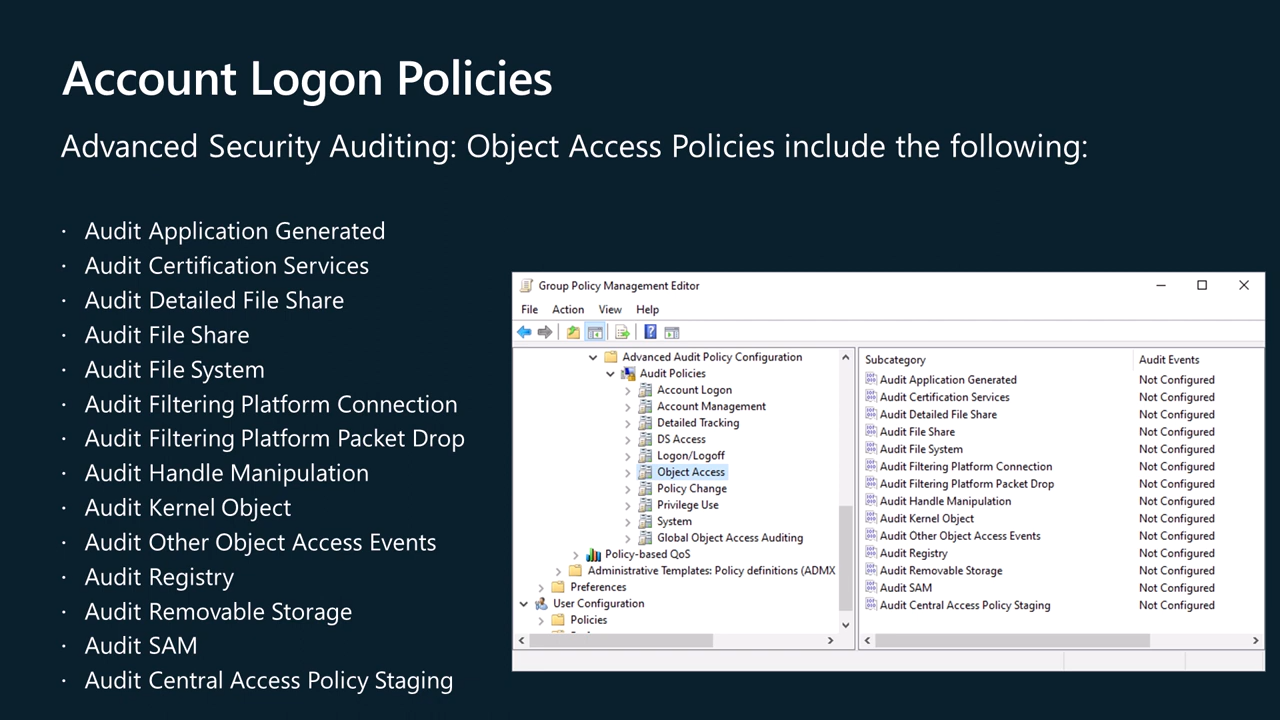 Account Logon Policies
Advanced Security Auditing: Object Access Policies include the following:
· Audit Application Generated
· Audit Certification Services
· Audit Detailed File Share
· Audit File Share
· Audit File System
· Audit Filtering Platform Connection
· Audit Filtering Platform Packet Drop
· Audit Handle Manipulation
· Audit Kernel Object
· Audit Other Object Access Events
· Audit Registry
· Audit Removable Storage
· Audit SAM
· Audit Central Access Policy Staging
Group Policy Management Editor
File Action View Help
Advanced Audit Policy Configuration
Audit Policies
Account Logon
Account Management
Detailed Tracking
DS Access
Logon/Logoff
Object Access
Policy Change
Privilege Use
System
Global Object Access Auditing
Policy-based QoS
Administrative Templates: Policy definitions (ADMX
Preferences
User Configuration
Policies
Subcategory Audit Events
Audit Application Generated Not Configured
Audit Certification Services Not Configured
Audit Detailed File Share Not Configured
Audit File Share Not Configured
Audit File System Not Configured
Audit Filtering Platform Connection Not Configured
Audit Filtering Platform Packet Drop Not Configured
Audit Handle Manipulation Not Configured
Audit Kernel Object Not Configured
Audit Other Object Access Events Not Configured
Audit Registry Not Configured
Audit Removable Storage Not Configured
Audit SAM Not Configured
Audit Central Access Policy Staging Not Configured